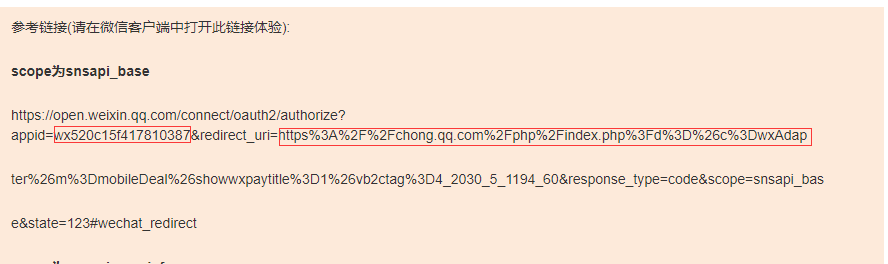 参考链接(请在微信客户端中打开此链接体验):
scope为snsapi_base
https://open.weixin.qq.com/connect/oauth2/authorize?
appid=wx520c15f417810387&redirect_uri=https%3A%2F%2Fchong.qq.com%2Fphp%2Findex.php%3Fd%3D%26c%3DwxAdap
ter%26m%3DmobileDeal%26showwxpaytitle%3D1%26vb2ctag%3D4_2030_5_1194_60&response_type=code&scope=snsapi_bas
e&state=123#wechat_redirect